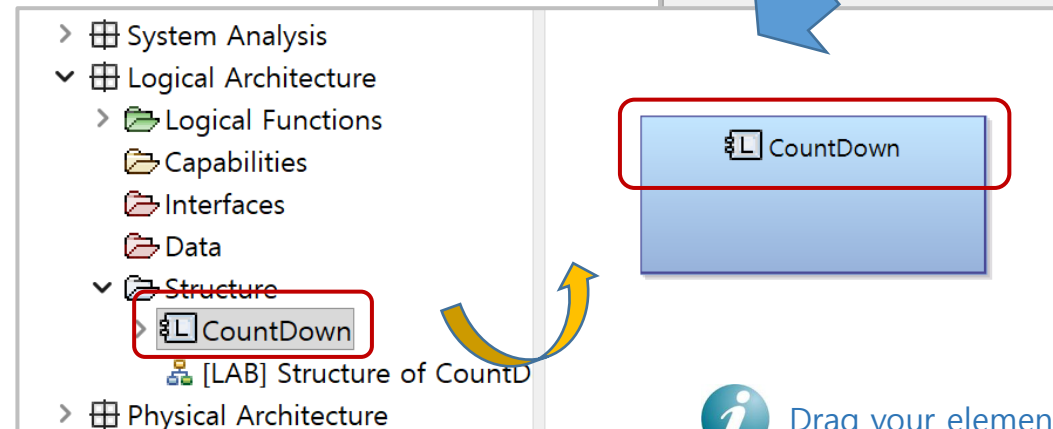 System Analysis
Logical Architecture
Logical Functions
Capabilities
Interfaces
Data
Structure
L CountDown
[LAB] Structure of CountD
Physical Architecture
L CountDown
i Drag your elemen